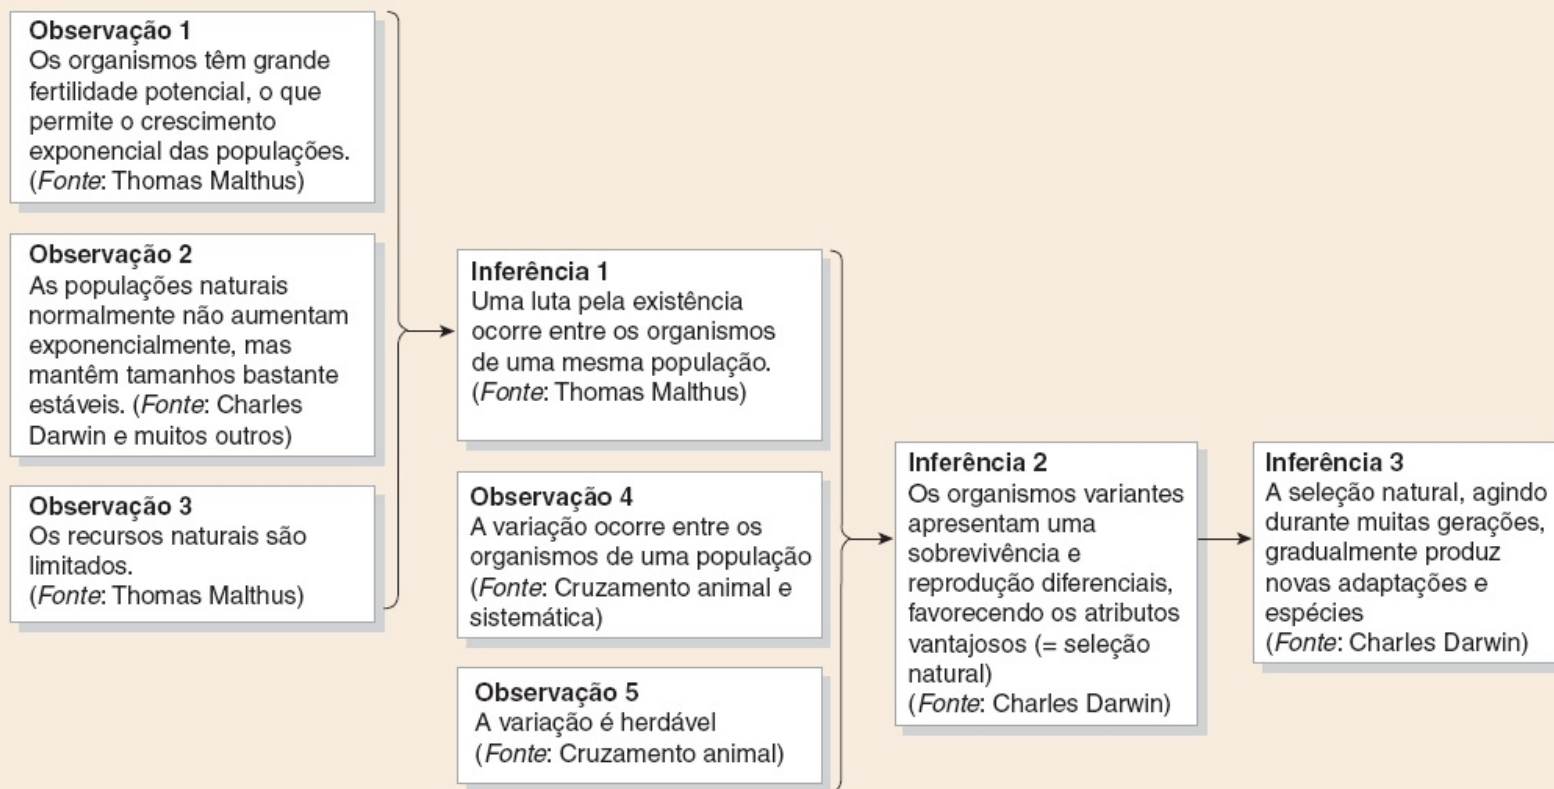 Observação 1
Os organismos têm grande
fertilidade potencial, o que
permite o crescimento
exponencial das populações.
(Fonte: Thomas Malthus)
Observação 2
As populações naturais
normalmente não aumentam
exponencialmente, mas
mantêm tamanhos bastante
estáveis. (Fonte: Charles
Darwin e muitos outros)
Observação 3
Os recursos naturais são
limitados.
(Fonte: Thomas Malthus)
Inferência 1
Uma luta pela existência
ocorre entre os organismos
de uma mesma população.
(Fonte: Thomas Malthus)
Observação 4
A variação ocorre entre os
organismos de uma população
(Fonte: Cruzamento animal e
sistemática)
Observação 5
A variação é herdável
(Fonte: Cruzamento animal)
Inferência 2
Os organismos variantes
apresentam uma
sobrevivência e
reprodução diferenciais,
favorecendo os atributos
vantajosos (= seleção
natural)
(Fonte: Charles Darwin)
Inferência 3
A seleção natural, agindo
durante muitas gerações,
gradualmente produz
novas adaptações e
espécies
(Fonte: Charles Darwin)